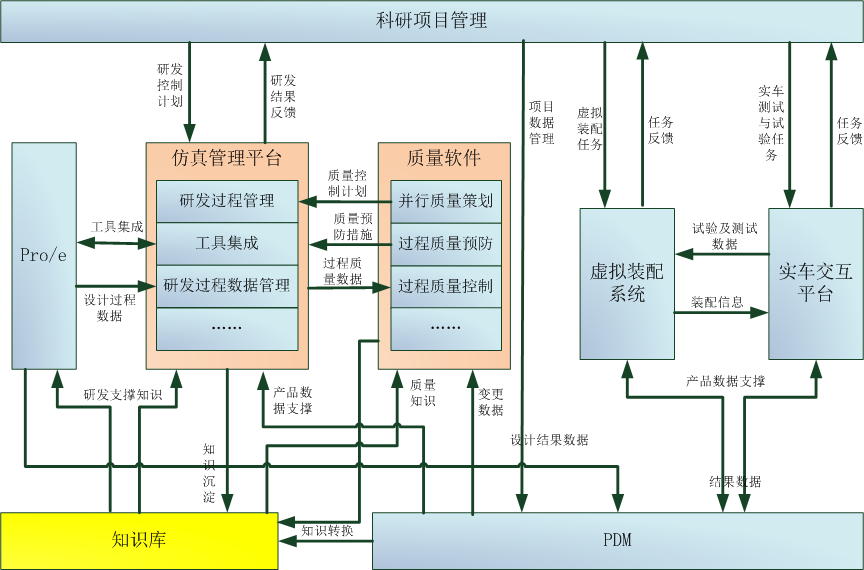 科研项目管理
研发
控制
计划
研发
结果
反馈
项目
数据
管理
虚拟
装配
任务
任务
反馈
实车
测试
与试
验任
务
任务
反馈
Pro/e
工具集成
设计过程
数据
仿真管理平台
研发过程管理
工具集成
研发过程数据管理
……
质量控
制计划
质量预
防措施
过程质
量数据
质量软件
并行质量策划
过程质量预防
过程质量控制
……
虚拟装配
系统
试验及测试
数据
装配信息
实车交互
平台
研发支撑知识
产品数
据支撑
质量
知识
变更
数据
产品数据支撑
知
识
沉
淀
设计结果数据
结果数据
知识库
知识转换
PDM